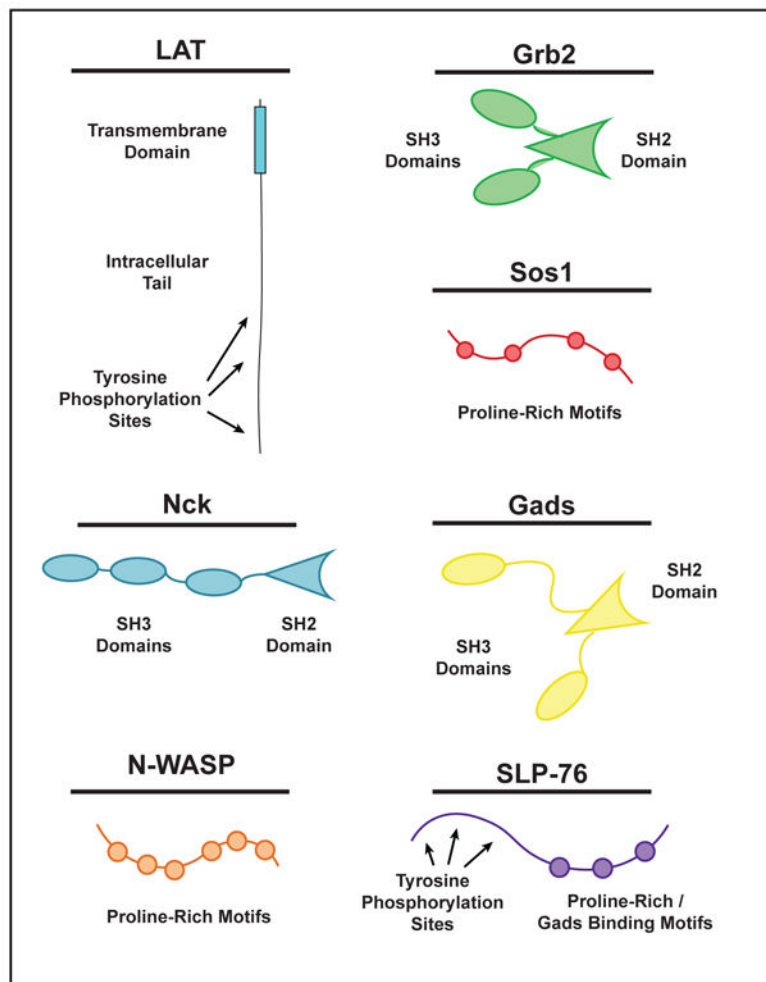 LAT
Transmembrane
Domain
Intracellular
Tail
Tyrosine
Phosphorylation
Sites
Grb2
SH3
Domains
SH2
Domain
Sos1
Proline-Rich Motifs
Nck
SH3
Domains
SH2
Domain
Gads
SH2
Domain
SH3
Domains
N-WASP
Proline-Rich Motifs
SLP-76
Tyrosine
Phosphorylation
Sites
Proline-Rich /
Gads Binding Motifs